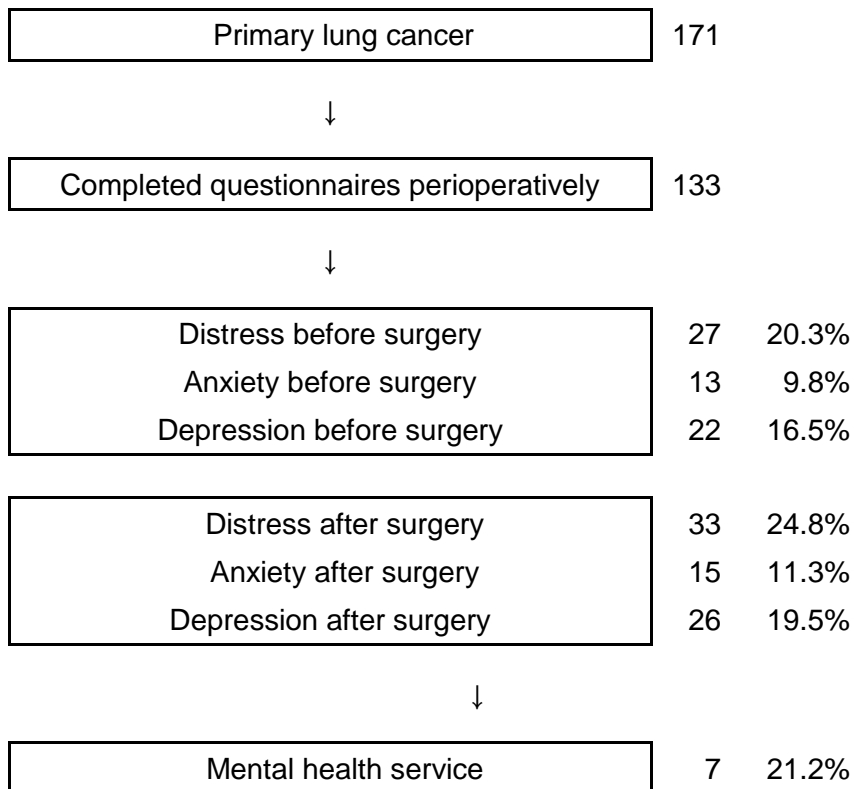 Primary lung cancer 171
↓
Completed questionnaires perioperatively 133
↓
Distress before surgery 27 20.3%
Anxiety before surgery 13 9.8%
Depression before surgery 22 16.5%
Distress after surgery 33 24.8%
Anxiety after surgery 15 11.3%
Depression after surgery 26 19.5%
↓
Mental health service 7 21.2%